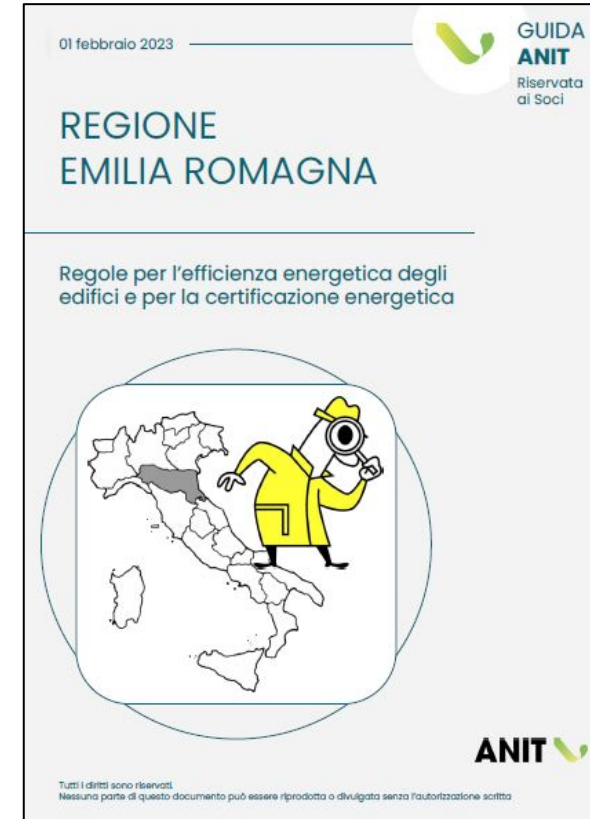 01 febbraio 2023
GUIDA
ANIT
Riservata
ai Soci
REGIONE
EMILIA ROMAGNA
Regole per l'efficienza energetica degli
edifici e per la certificazione energetica
ANIT
Tutti i diritti sono riservati.
Nessuna parte di questo documento può essere riprodotta o divulgata senza l'autorizzazione scritta